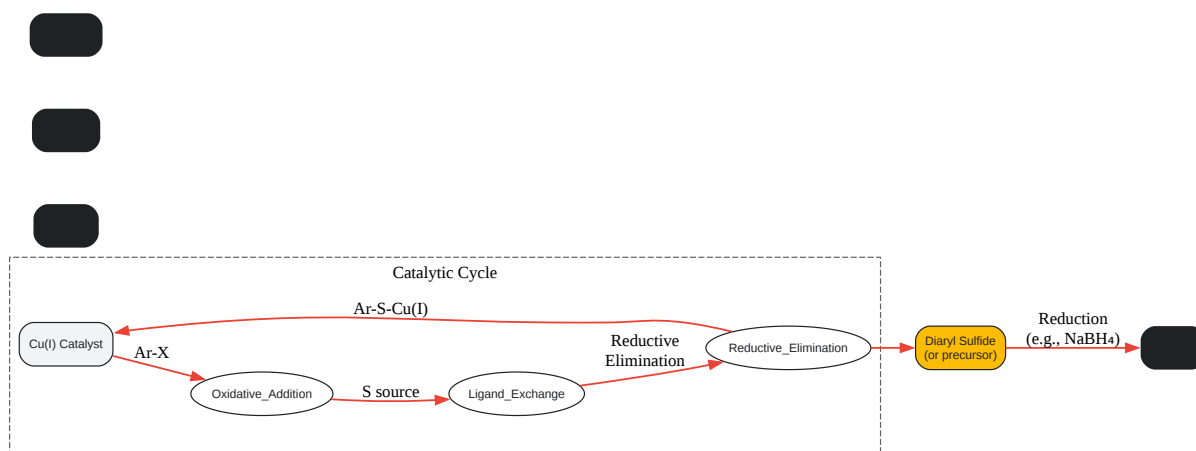 Catalytic Cycle
Ar-S-Cu(I)
Cu(I) Catalyst
Ar-X
Oxidative_Addition
S source
Ligand_Exchange
Reductive
Elimination
Reductive_Elimination
Diaryl Sulfide
(or precursor)
Reduction
(e.g., NaBH₄)